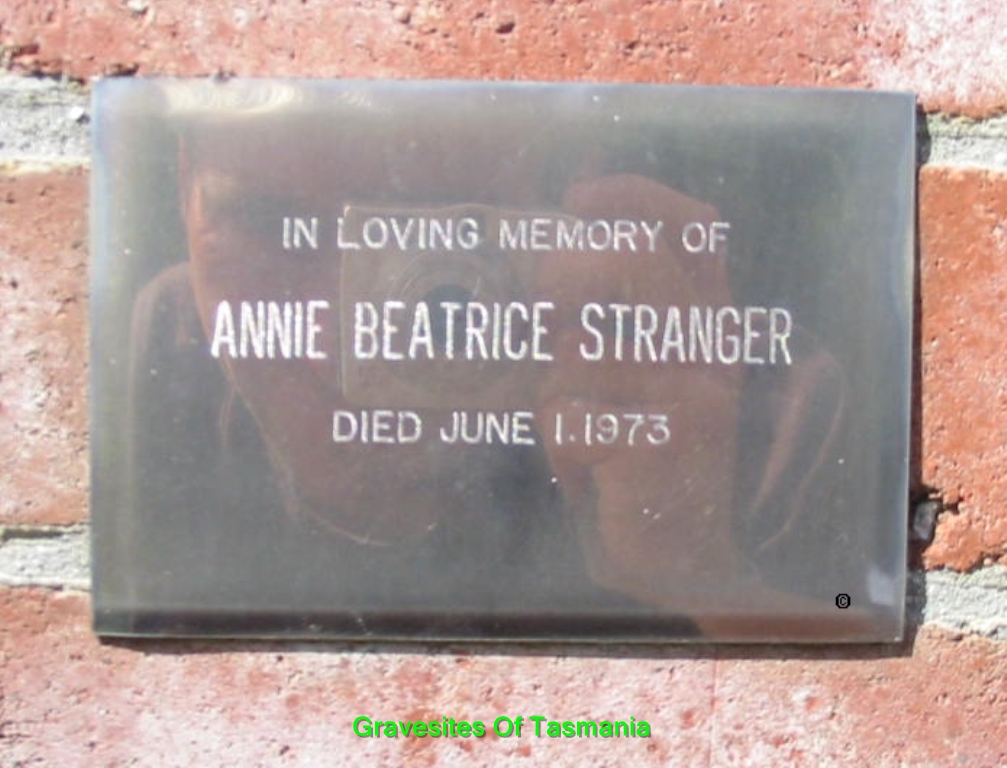 IN LOVING MEMORY OF
ANNIE BEATRICE STRANGER
DIED JUNE 1.1973
©
Gravesites Of Tasmania